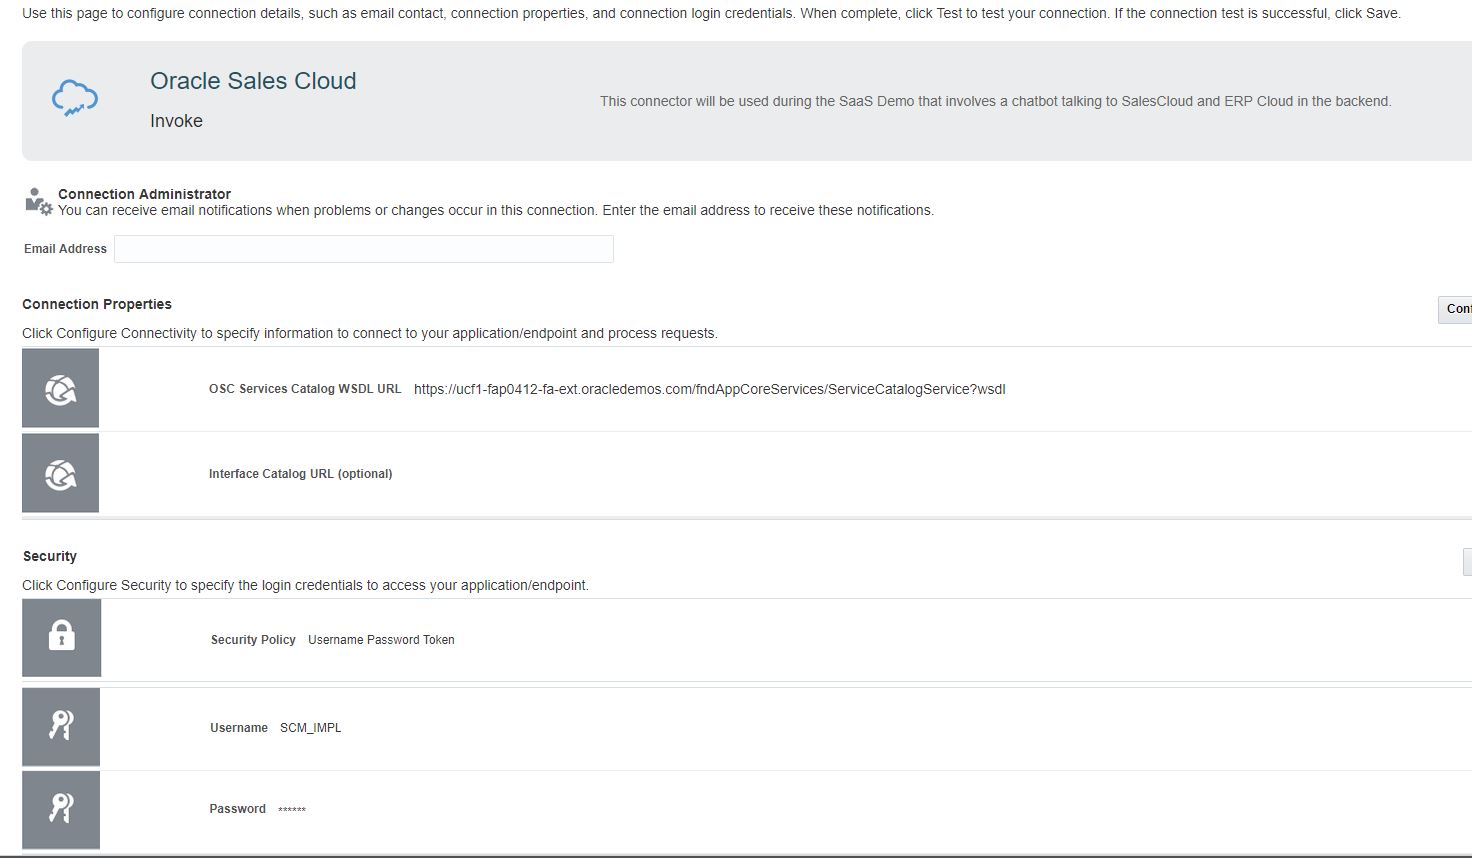 Use this page to configure connection details, such as email contact, connection properties, and connection login credentials. When complete, click Test to test your connection. If the connection test is successful, click Save.
Oracle Sales Cloud
Invoke
This connector will be used during the SaaS Demo that involves a chatbot talking to SalesCloud and ERP Cloud in the backend.
Connection Administrator
You can receive email notifications when problems or changes occur in this connection. Enter the email address to receive these notifications.
Email Address
Connection Properties
Click Configure Connectivity to specify information to connect to your application/endpoint and process requests.
OSC Services Catalog WSDL URL https://ucf1-fap0412-fa-ext.oracledemos.com/fndAppCoreServices/ServiceCatalogService?wsdl
Interface Catalog URL (optional)
Security
Click Configure Security to specify the login credentials to access your application/endpoint.
Security Policy Username Password Token
Username SCM_IMPL
Password ******